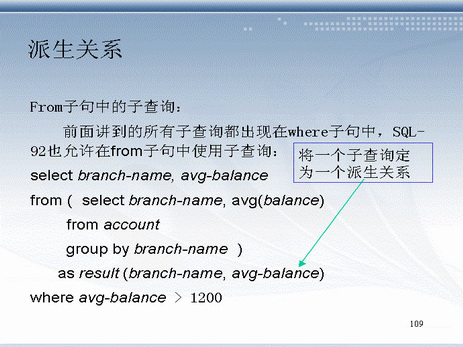 派生关系
From子句中的子查询：
前面讲到的所有子查询都出现在where子句中，SQL-
92也允许在from子句中使用子查询：
将一个子查询定
为一个派生关系
select branch-name, avg-balance
from ( select branch-name, avg(balance)
from account
group by branch-name )
as result (branch-name, avg-balance)
where avg-balance > 1200
109